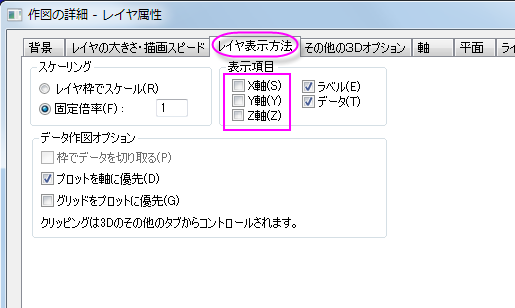 作図の詳細 - レイヤ属性
背景 レイヤの大きさ・描画スピード レイヤ表示方法 その他の3Dオプション 軸 平面
スケーリング
レイヤ枠でスケール(R)
固定倍率(F) : 1
表示項目
X軸(S) ラベル(E)
Y軸(Y) データ(T)
Z軸(Z)
データ作図オプション
枠でデータを切り取る(P)
プロットを軸に優先(D)
グリッドをプロットに優先(G)
クリッピングは3Dのその他のタブからコントロールされます。